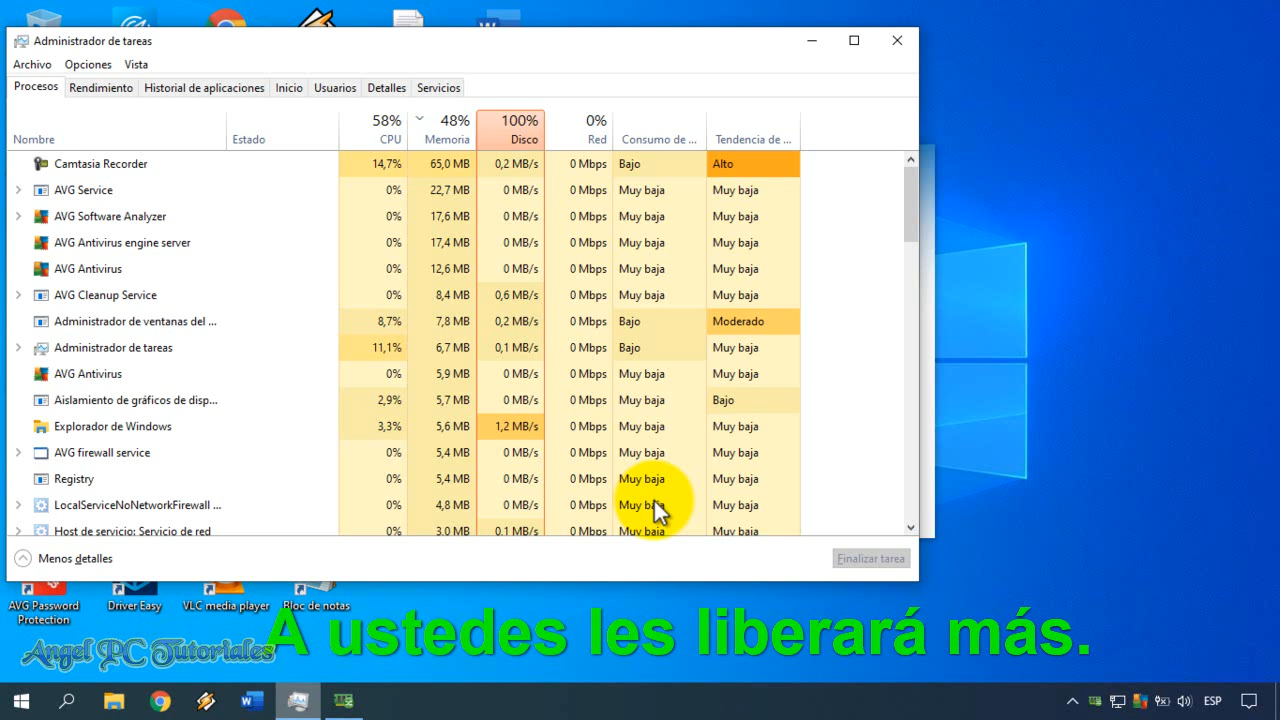 Administrador de tareas
Archivo Opciones Vista
Procesos Rendimiento Historial de aplicaciones Inicio Usuarios Detalles Servicios
58% 48% 100% 0%
Nombre Estado CPU Memoria Disco Red Consumo de ... Tendencia de ...
Camtasia Recorder 14,7% 65,0 MB 0,2 MB/s 0 Mbps Bajo Alto
AVG Service 0% 22,7 MB 0 MB/s 0 Mbps Muy baja Muy baja
AVG Software Analyzer 0% 17,6 MB 0 MB/s 0 Mbps Muy baja Muy baja
AVG Antivirus engine server 0% 17,4 MB 0 MB/s 0 Mbps Muy baja Muy baja
AVG Antivirus 0% 12,6 MB 0 MB/s 0 Mbps Muy baja Muy baja
AVG Cleanup Service 0% 8,4 MB 0,6 MB/s 0 Mbps Muy baja Muy baja
Administrador de ventanas del ... 8,7% 7,8 MB 0,2 MB/s 0 Mbps Bajo Moderado
Administrador de tareas 11,1% 6,7 MB 0,1 MB/s 0 Mbps Bajo Muy baja
AVG Antivirus 0% 5,9 MB 0 MB/s 0 Mbps Muy baja Muy baja
Aislamiento de gráficos de disp... 2,9% 5,7 MB 0 MB/s 0 Mbps Muy baja Bajo
Explorador de Windows 3,3% 5,6 MB 1,2 MB/s 0 Mbps Muy baja Muy baja
AVG firewall service 0% 5,4 MB 0 MB/s 0 Mbps Muy baja Muy baja
Registry 0% 5,4 MB 0 MB/s 0 Mbps Muy baja Muy baja
LocalServiceNoNetworkFirewall ... 0% 4,8 MB 0 MB/s 0 Mbps Muy baja Muy baja
Host de servicio: Servicio de red 0% 3,0 MB 0,1 MB/s 0 Mbps Muy baja Muy baja
Menos detalles Finalizar tarea
AVG Password Protection Driver Easy VLC media player Bloc de notas
A ustedes les liberará más.
Angel PC Tutoriales
ESP